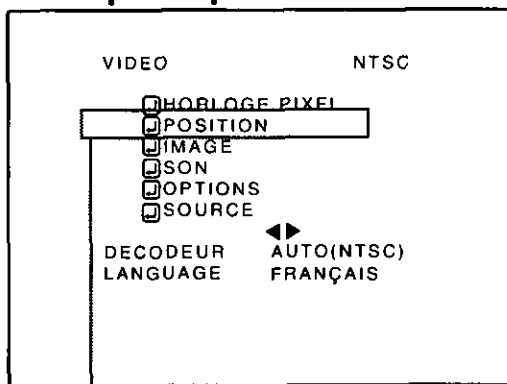 VIDEO NTSC
HORLOGE PIXEL
POSITION
IMAGE
SON
OPTIONS
SOURCE
DECODEUR AUTO(NTSC)
LANGUAGE FRANÇAIS